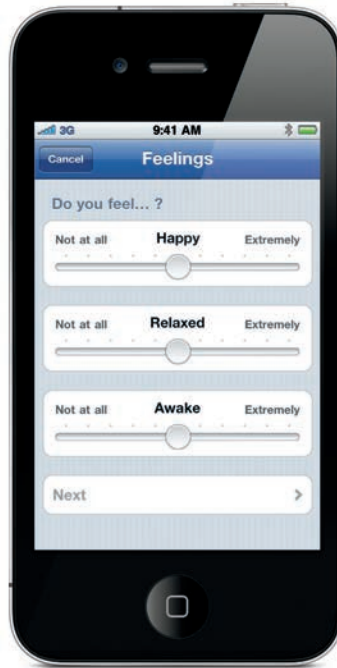 3G 9:41 AM
Cancel Feelings
Do you feel... ?
Not at all Happy Extremely
Not at all Relaxed Extremely
Not at all Awake Extremely
Next